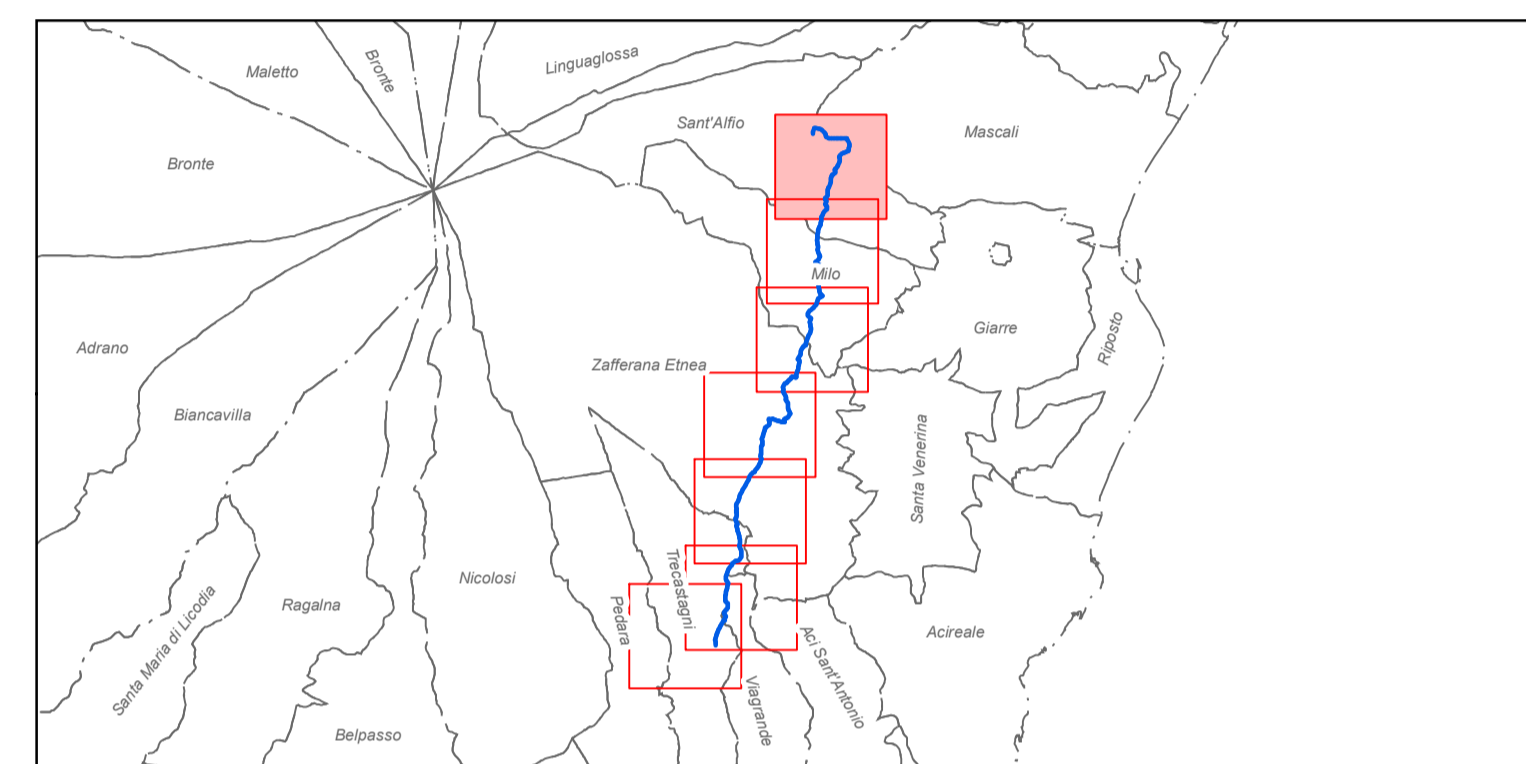 Linguaglossa
Bronte
Maletto
Sant'Alfio
Mascali
Bronte
Milo
Giarre
Riposto
Adrano
Zafferana Etnea
Biancavilla
Santa Venerina
Nicolosi
Trecastagni
Ragalna
Pedara
Santa Maria di Licodia
Acireale
Aci Sant'Antonio
Viagrande
Belpasso